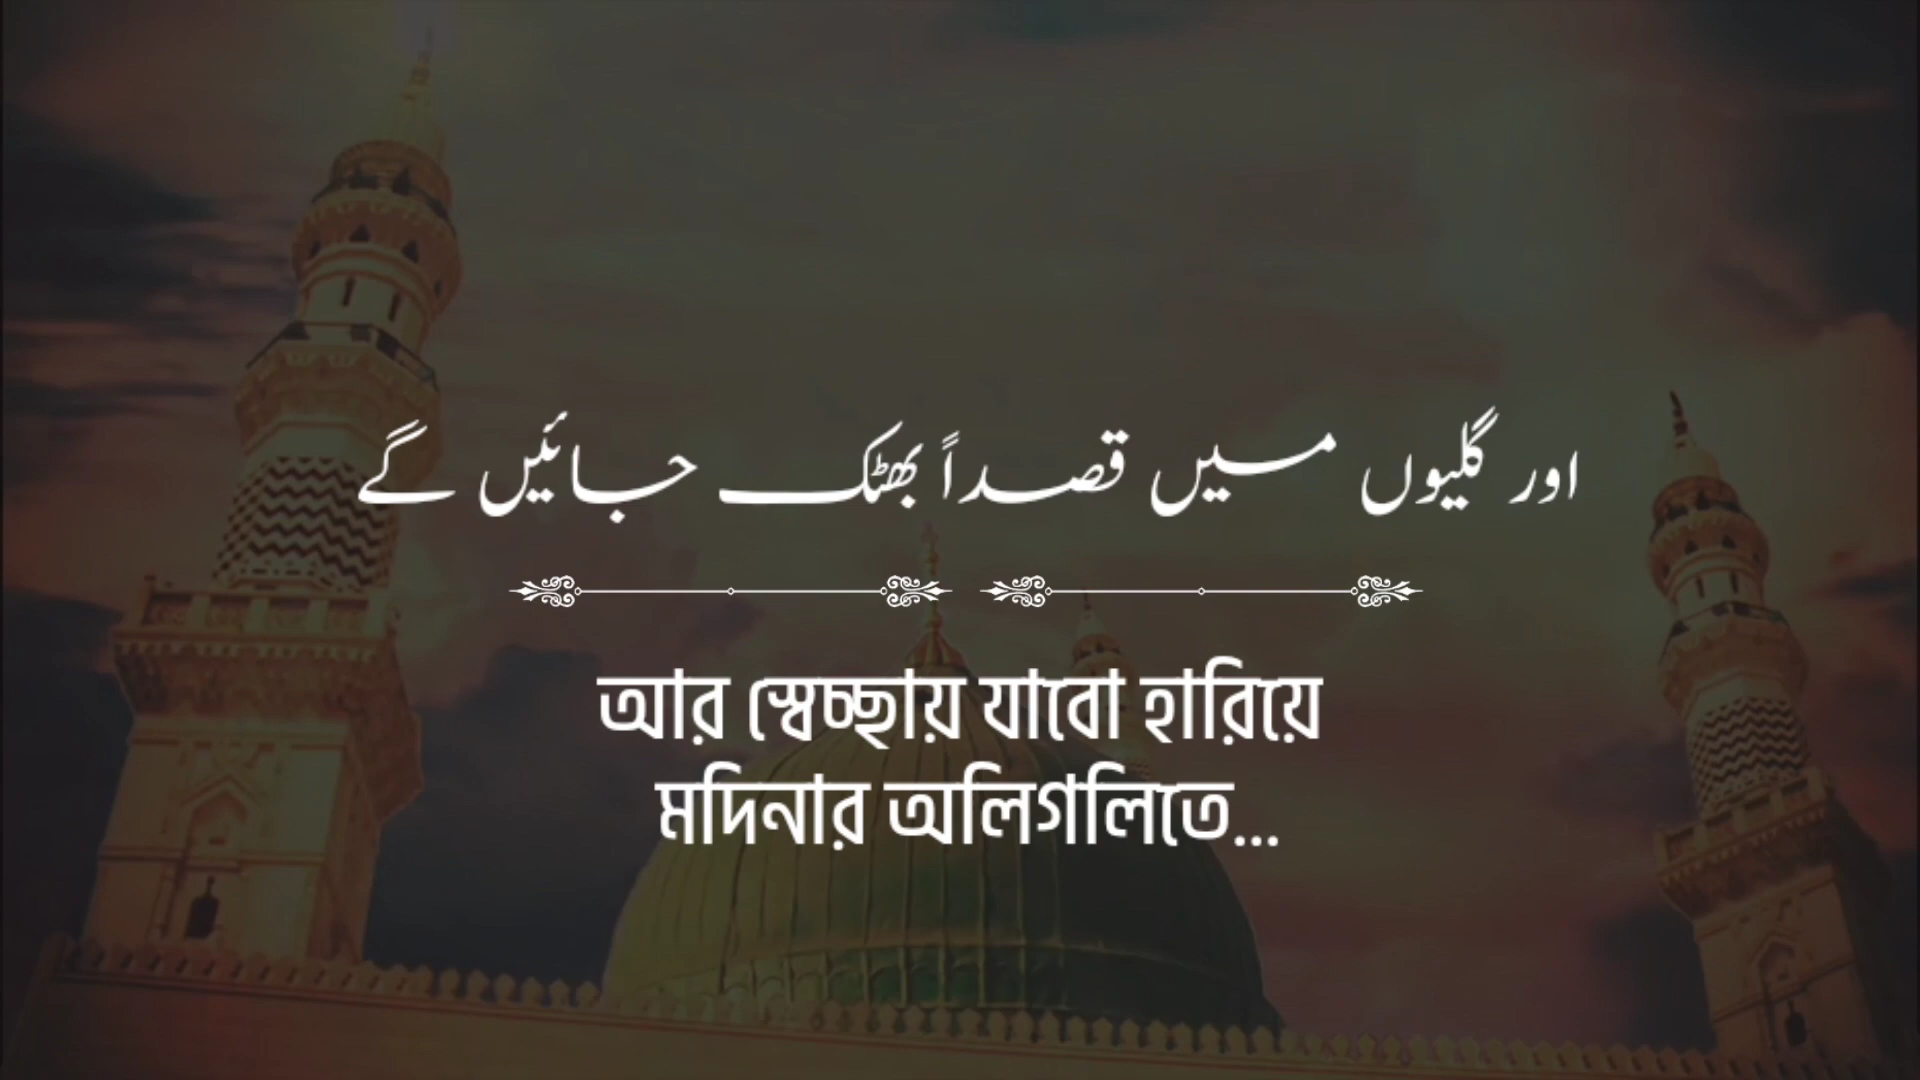 اور گلیوں میں قصداً بھٹک جائیں گے
আর স্বেচ্ছায় যাবো হারিয়ে
মদিনার অলিগলিতে...